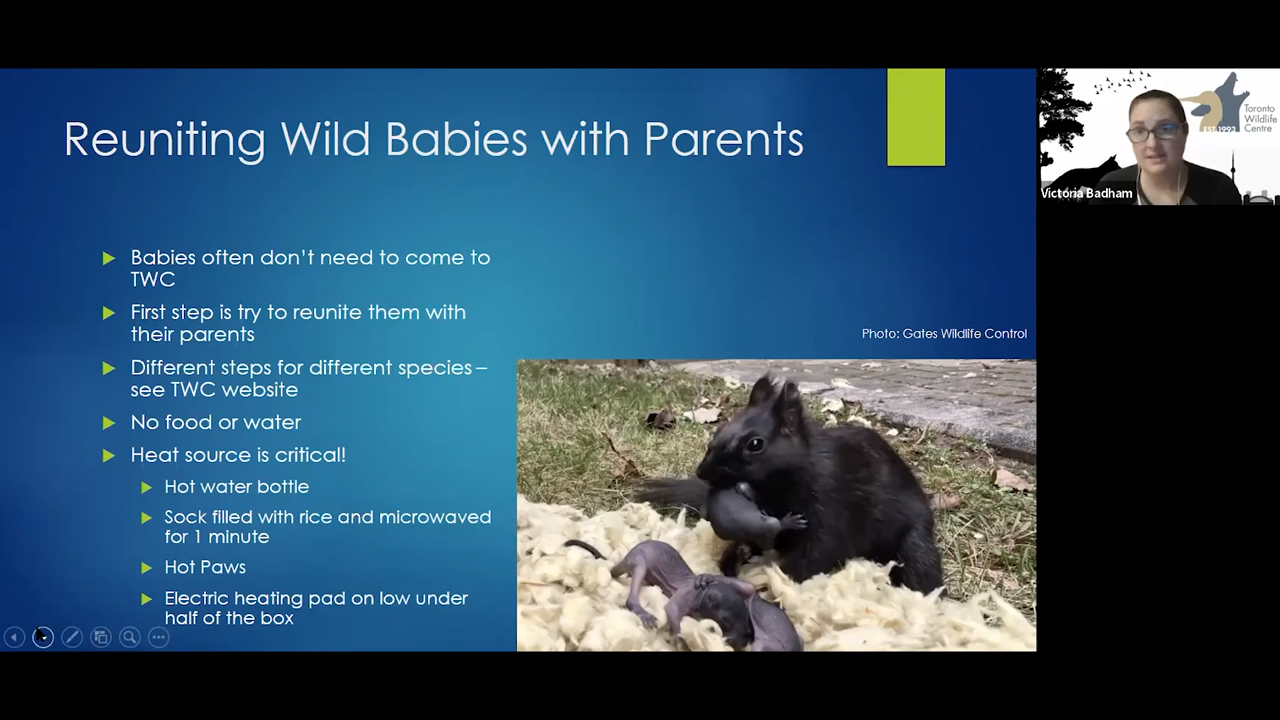 Reuniting Wild Babies with Parents
Babies often don't need to come to
TWC
First step is try to reunite them with
their parents
Different steps for different species –
see TWC website
No food or water
Heat source is critical!
Hot water bottle
Sock filled with rice and microwaved
for 1 minute
Hot Paws
Electric heating pad on low under
half of the box
Photo: Gates Wildlife Control
Toronto
Wildlife
Centre
EST. 1993
Victoria Badham